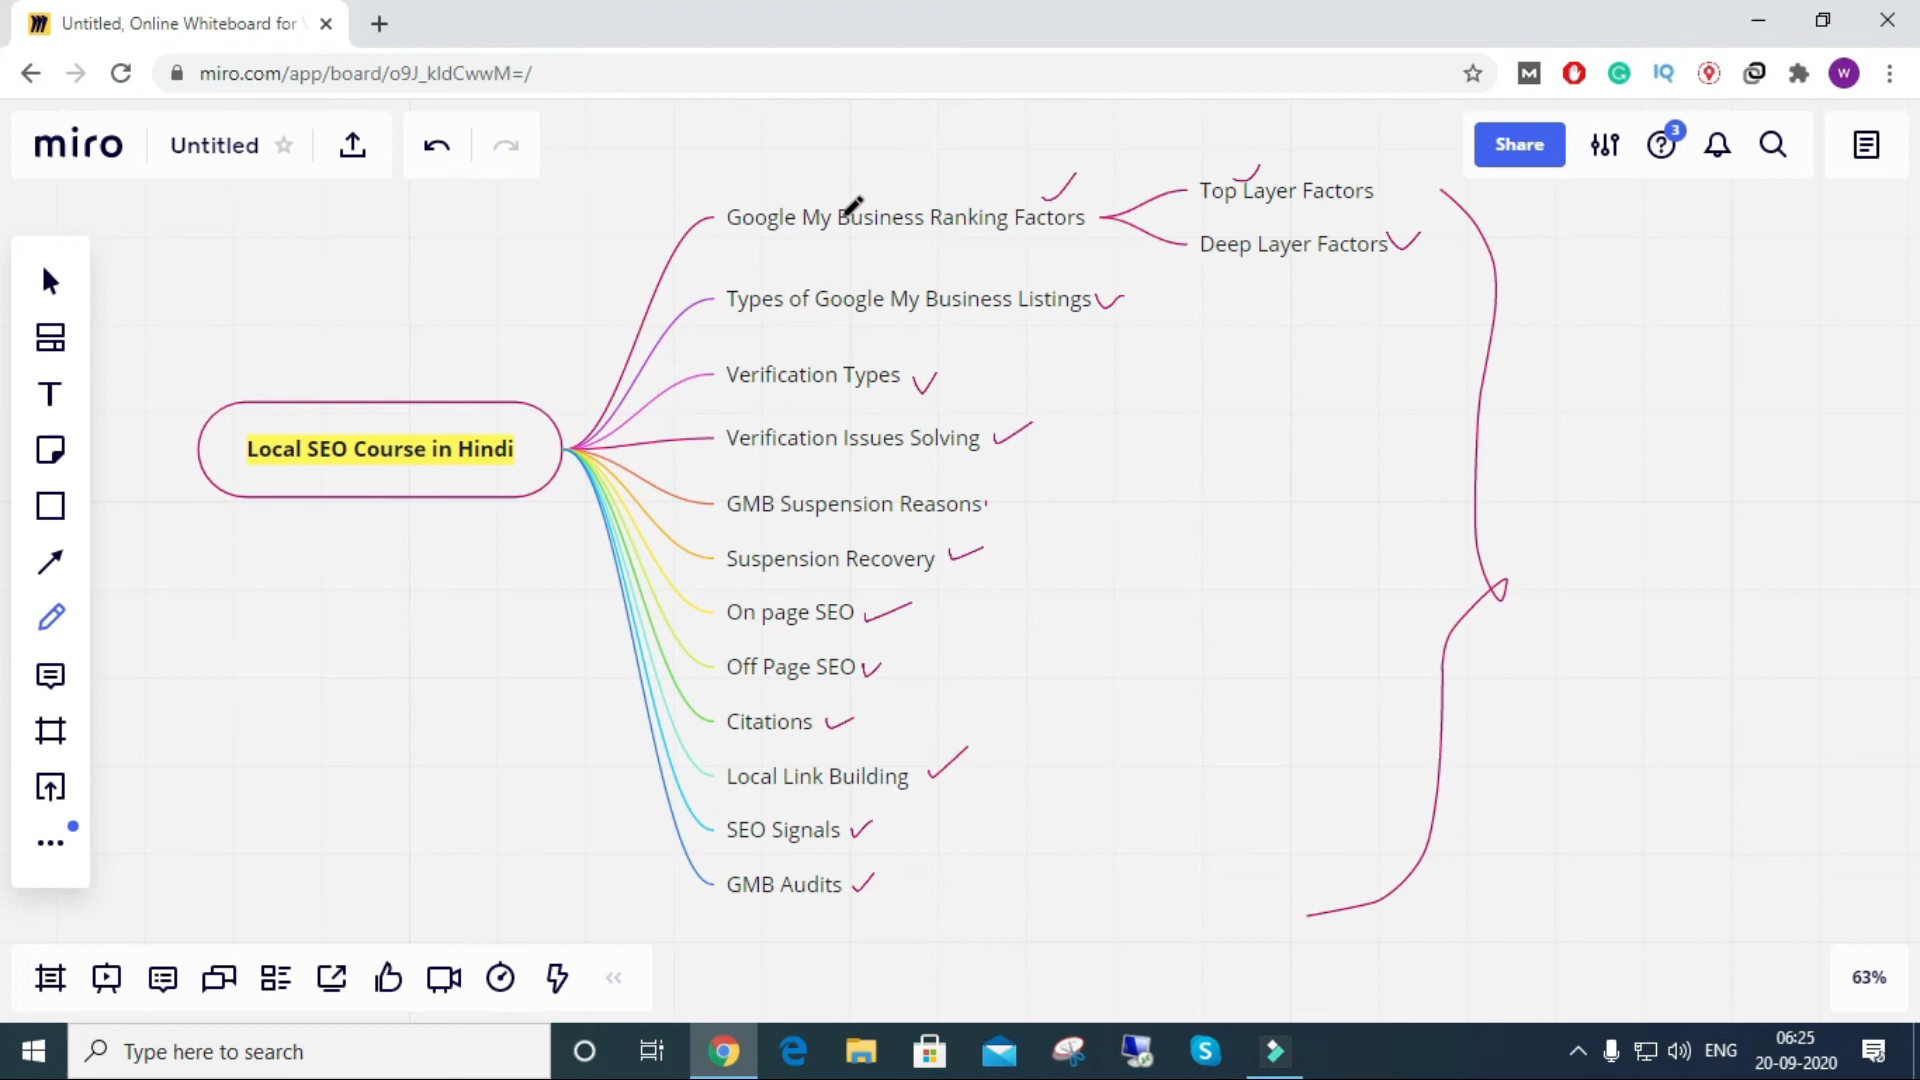 Untitled, Online Whiteboard for
miro.com/app/board/o9J_kIdCwwM=/
M
IQ
W
miro
Untitled
Share
3
Top Layer Factors
Google My Business Ranking Factors
Deep Layer Factors
Types of Google My Business Listings
Verification Types
Verification Issues Solving
Local SEO Course in Hindi
GMB Suspension Reasons
Suspension Recovery
On page SEO
Off Page SEO
Citations
Local Link Building
SEO Signals
GMB Audits
63%
Type here to search
ENG
06:25
20-09-2020